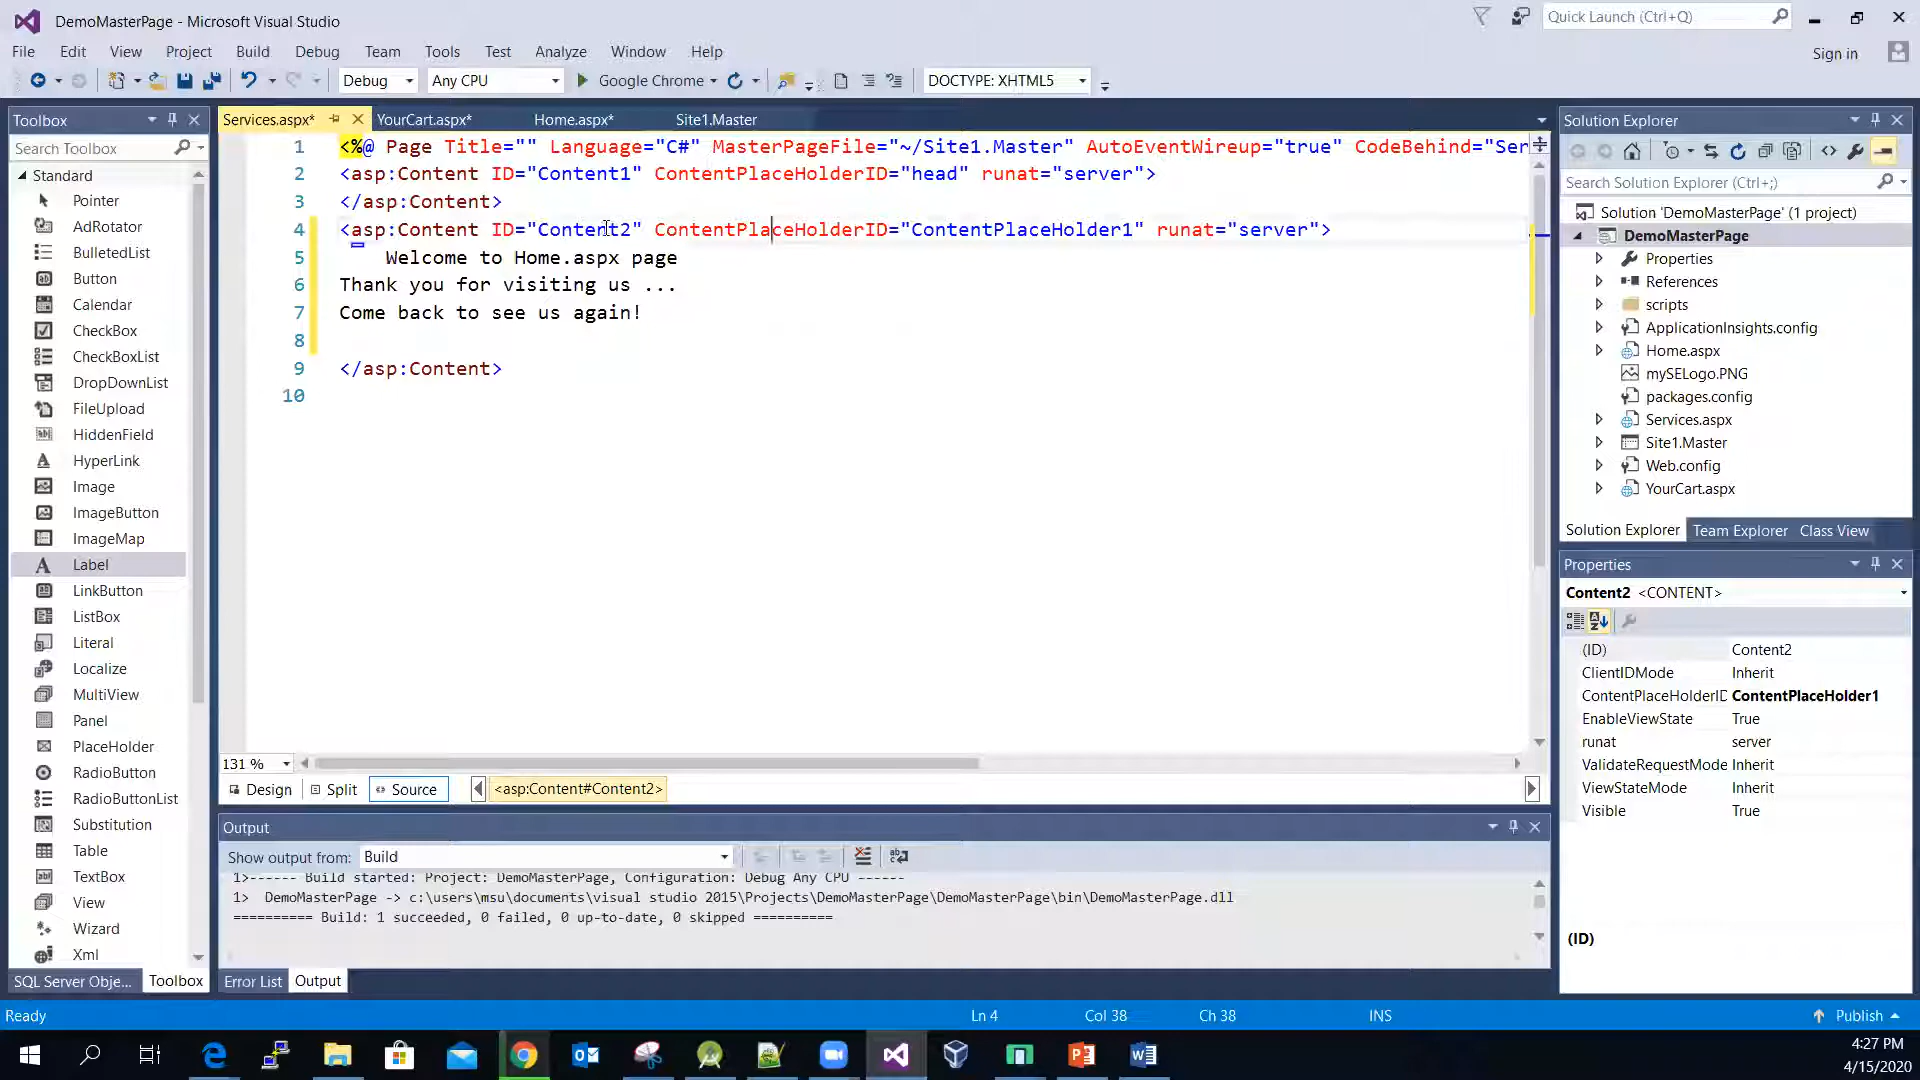 DemoMasterPage - Microsoft Visual Studio
Quick Launch (Ctrl+Q)
File Edit View Project Build Debug Team Tools Test Analyze Window Help
Sign in
Debug Any CPU Google Chrome DOCTYPE: XHTML5
Toolbox
Search Toolbox
Standard
Pointer
AdRotator
BulletedList
Button
Calendar
CheckBox
CheckBoxList
DropDownList
FileUpload
HiddenField
HyperLink
Image
ImageButton
ImageMap
Label
LinkButton
ListBox
Literal
Localize
MultiView
Panel
PlaceHolder
RadioButton
RadioButtonList
Substitution
Table
TextBox
View
Wizard
Xml
SQL Server Obje... Toolbox
Services.aspx* YourCart.aspx* Home.aspx* Site1.Master
1 <%@ Page Title="" Language="C#" MasterPageFile="~/Site1.Master" AutoEventWireup="true" CodeBehind="Ser
2 <asp:Content ID="Content1" ContentPlaceHolderID="head" runat="server">
3 </asp:Content>
4 <asp:Content ID="Content2" ContentPlaceHolderID="ContentPlaceHolder1" runat="server">
5 Welcome to Home.aspx page
6 Thank you for visiting us ...
7 Come back to see us again!
8
9 </asp:Content>
10
131 %
Design Split Source <asp:Content#Content2>
Output
Show output from: Build
1>------ Build started: Project: DemoMasterPage, Configuration: Debug Any CPU ------
1> DemoMasterPage -> c:\users\msu\documents\visual studio 2015\Projects\DemoMasterPage\DemoMasterPage\bin\DemoMasterPage.dll
========== Build: 1 succeeded, 0 failed, 0 up-to-date, 0 skipped ==========
Error List Output
Solution Explorer
Search Solution Explorer (Ctrl+;)
Solution 'DemoMasterPage' (1 project)
DemoMasterPage
Properties
References
scripts
ApplicationInsights.config
Home.aspx
mySELogo.PNG
packages.config
Services.aspx
Site1.Master
Web.config
YourCart.aspx
Solution Explorer Team Explorer Class View
Properties
Content2 <CONTENT>
(ID) Content2
ClientIDMode Inherit
ContentPlaceHolderID ContentPlaceHolder1
EnableViewState True
runat server
ValidateRequestMode Inherit
ViewStateMode Inherit
Visible True
(ID)
Ready Ln 4 Col 38 Ch 38 INS Publish
4:27 PM
4/15/2020